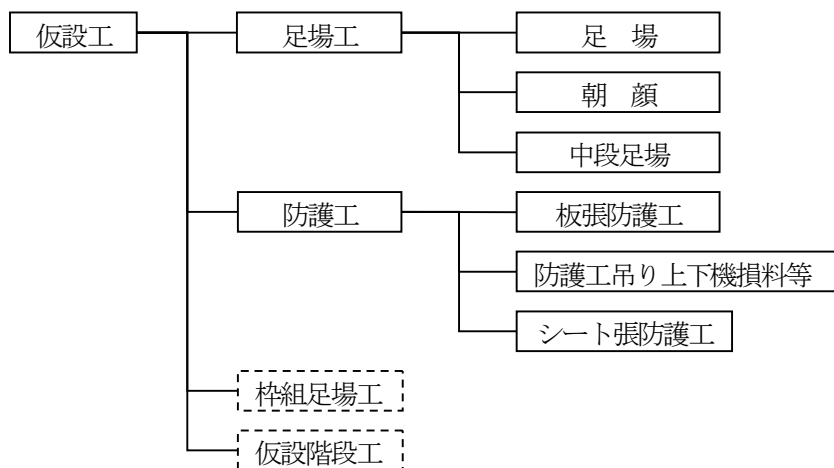 仮設工
足場工
足　場
朝　顔
中段足場
防護工
板張防護工
防護工吊り上下機損料等
シート張防護工
枠組足場工
仮設階段工